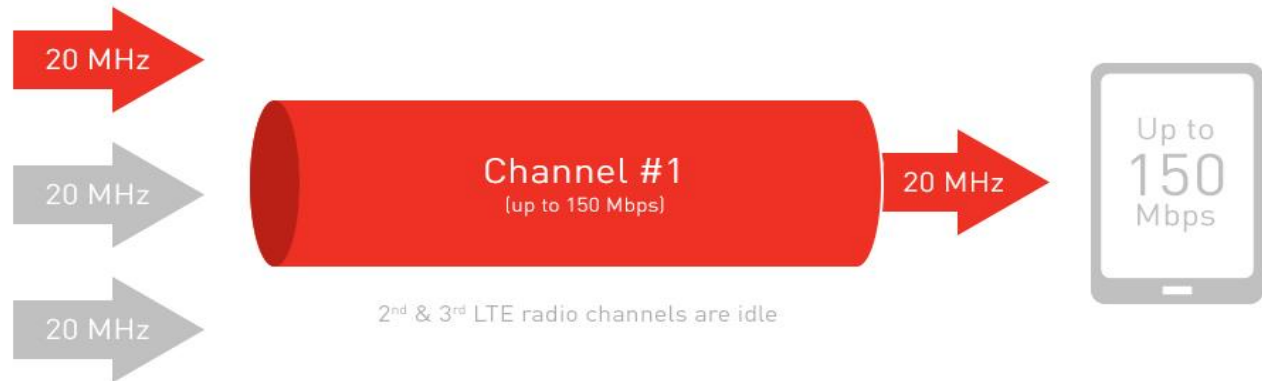 20 MHz
20 MHz
20 MHz
Channel #1
(up to 150 Mbps)
20 MHz
Up to
150
Mbps
2nd & 3rd LTE radio channels are idle